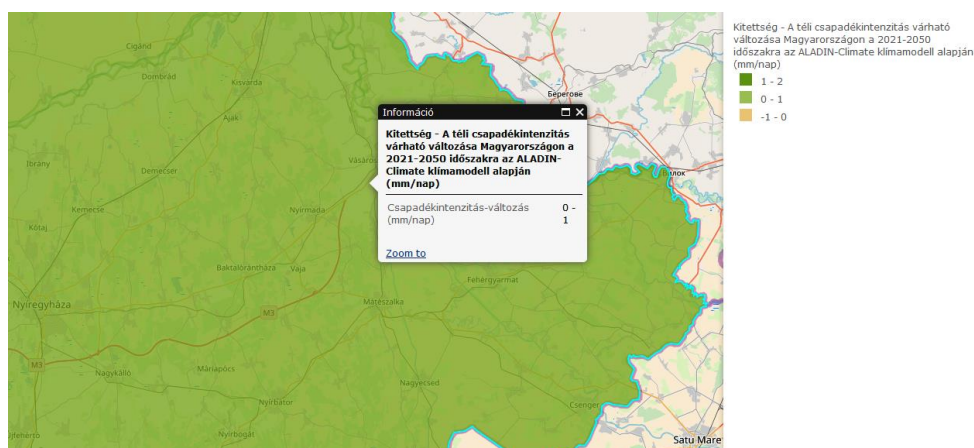 Kitettség - A téli csapadékintenzitás várható
változása Magyarországon a 2021-2050
időszakra az ALADIN-Climate klímamodell alapján
(mm/nap)
1 - 2
0 - 1
-1 - 0
Cigánd
Dombrád
Kisvárda
Берегове
Ajak
Információ
Kitettség - A téli csapadékintenzitás
várható változása Magyarországon a
2021-2050 időszakra az ALADIN-
Climate klímamodell alapján
(mm/nap)
Csapadékintenzitás-változás
(mm/nap)
0 -
1
Zoom to
Ibrány
Demecser
Vásáros
Вилок
Kemecse
Nyírmada
Kótaj
Baktalórántháza
Vaja
Fehérgyarmat
Nyíregyháza
Mátészalka
M3
M3
Nagykálló
Máriapócs
Nagyecsed
Nyírbátor
Csenger
Újfehértó
Nyírbogát
Satu Mare